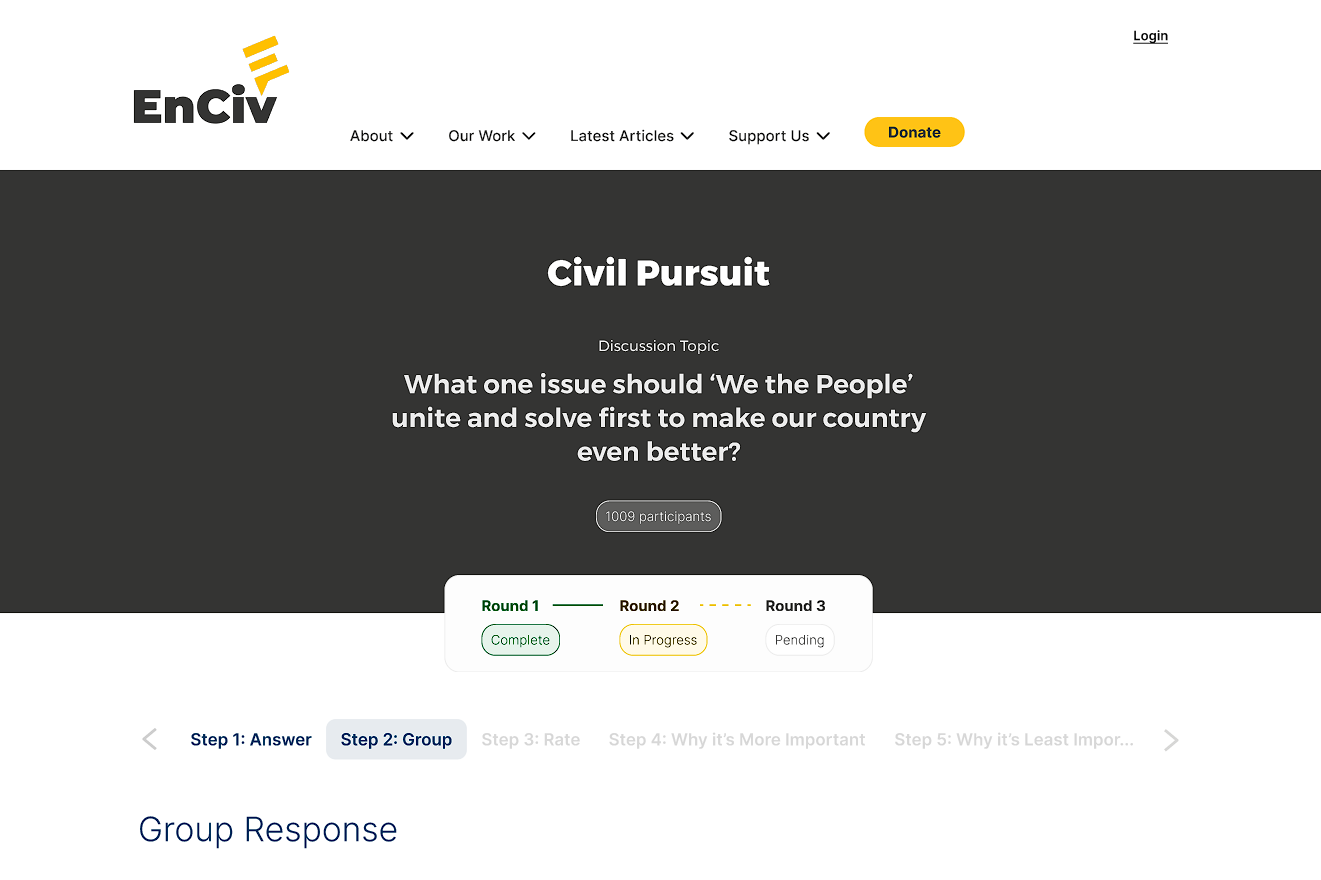 Login
EnCiv
About
Our Work
Latest Articles
Support Us
Donate
Civil Pursuit
Discussion Topic
What one issue should ‘We the People’
unite and solve first to make our country
even better?
1009 participants
Round 1
Round 2
Round 3
Complete
In Progress
Pending
Step 1: Answer
Step 2: Group
Step 3: Rate
Step 4: Why it’s More Important
Step 5: Why it’s Least Impor...
Group Response